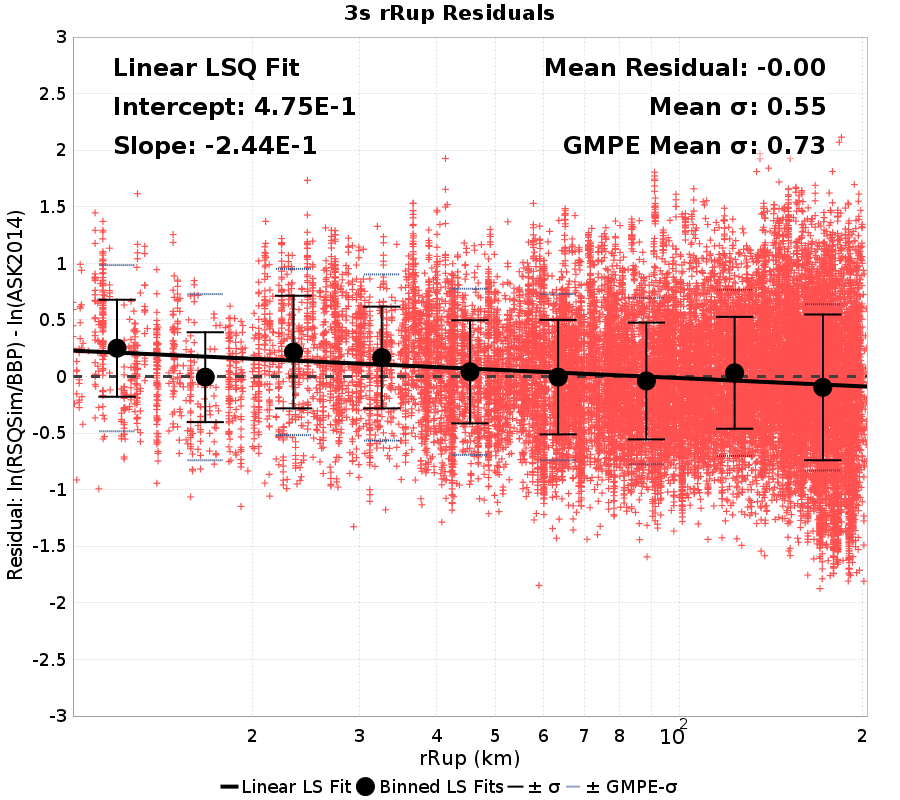 3s rRup Residuals
Linear LSQ Fit
Intercept: 4.75E-1
Slope: -2.44E-1
Mean Residual: -0.00
Mean σ: 0.55
GMPE Mean σ: 0.73
Residual: ln(RSQSim/BBP) - ln(ASK2014)
3
2.5
2
1.5
1
0.5
0
-0.5
-1
-1.5
-2
-2.5
-3
2 3 4 5 6 7 8 10² 2
rRup (km)
Linear LS Fit Binned LS Fits ± σ ± GMPE-σ